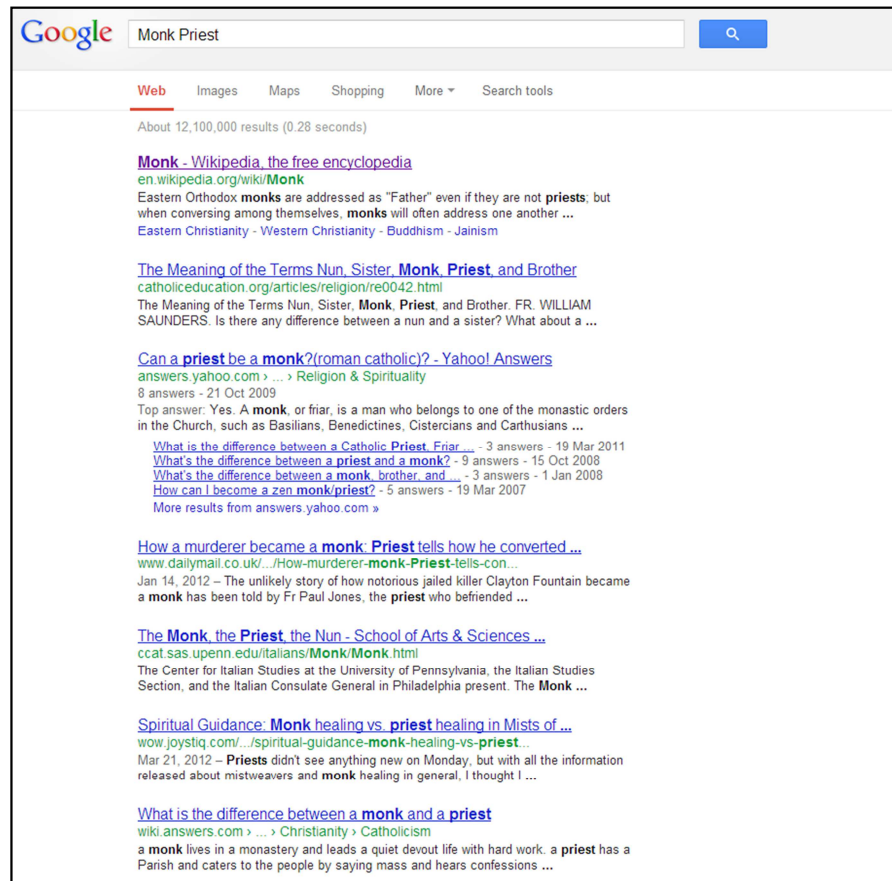 Google
Monk Priest
Web Images Maps Shopping More Search tools
About 12,100,000 results (0.28 seconds)
Monk - Wikipedia, the free encyclopedia
en.wikipedia.org/wiki/Monk
Eastern Orthodox monks are addressed as "Father" even if they are not priests; but
when conversing among themselves, monks will often address one another ...
Eastern Christianity - Western Christianity - Buddhism - Jainism
The Meaning of the Terms Nun, Sister, Monk, Priest, and Brother
catholiceducation.org/articles/religion/re0042.html
The Meaning of the Terms Nun, Sister, Monk, Priest, and Brother. FR. WILLIAM
SAUNDERS. Is there any difference between a nun and a sister? What about a ...
Can a priest be a monk?(roman catholic)? - Yahoo! Answers
answers.yahoo.com › ... › Religion & Spirituality
8 answers - 21 Oct 2009
Top answer: Yes. A monk, or friar, is a man who belongs to one of the monastic orders
in the Church, such as Basilians, Benedictines, Cistercians and Carthusians ...
What is the difference between a Catholic Priest, Friar ... - 3 answers - 19 Mar 2011
What's the difference between a priest and a monk? - 9 answers - 15 Oct 2008
What's the difference between a monk, brother, and ... - 3 answers - 1 Jan 2008
How can I become a zen monk/priest? - 5 answers - 19 Mar 2007
More results from answers.yahoo.com »
How a murderer became a monk: Priest tells how he converted ...
www.dailymail.co.uk/.../How-murderer-monk-Priest-tells-con...
Jan 14, 2012 – The unlikely story of how notorious jailed killer Clayton Fountain became
a monk has been told by Fr Paul Jones, the priest who befriended ...
The Monk, the Priest, the Nun - School of Arts & Sciences ...
ccat.sas.upenn.edu/italians/Monk/Monk.html
The Center for Italian Studies at the University of Pennsylvania, the Italian Studies
Section, and the Italian Consulate General in Philadelphia present. The Monk ...
Spiritual Guidance: Monk healing vs. priest healing in Mists of ...
wow.joystiq.com/.../spiritual-guidance-monk-healing-vs-priest...
Mar 21, 2012 – Priests didn't see anything new on Monday, but with all the information
released about mistweavers and monk healing in general, I thought I ...
What is the difference between a monk and a priest
wiki.answers.com › ... › Christianity › Catholicism
a monk lives in a monastery and leads a quiet devout life with hard work. a priest has a
Parish and caters to the people by saying mass and hears confessions ...